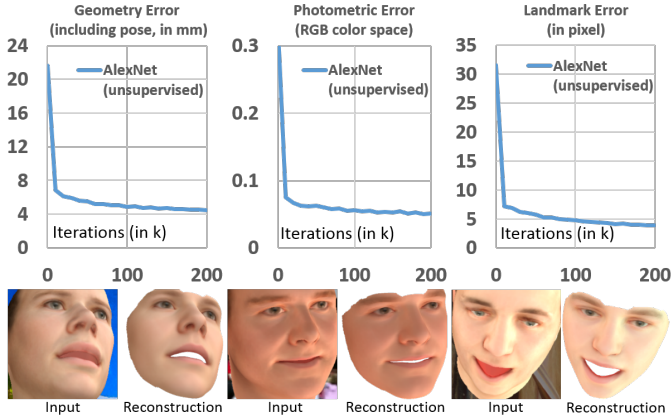 Geometry Error
(including pose, in mm)
24
20
16
12
8
4
0
AlexNet
(unsupervised)
Iterations (in k)
0 100 200
Photometric Error
(RGB color space)
0.3
0.2
0.1
0
AlexNet
(unsupervised)
Iterations (in k)
0 100 200
Landmark Error
(in pixel)
35
30
25
20
15
10
5
0
AlexNet
(unsupervised)
Iterations (in k)
0 100 200
Input Reconstruction Input Reconstruction Input Reconstruction